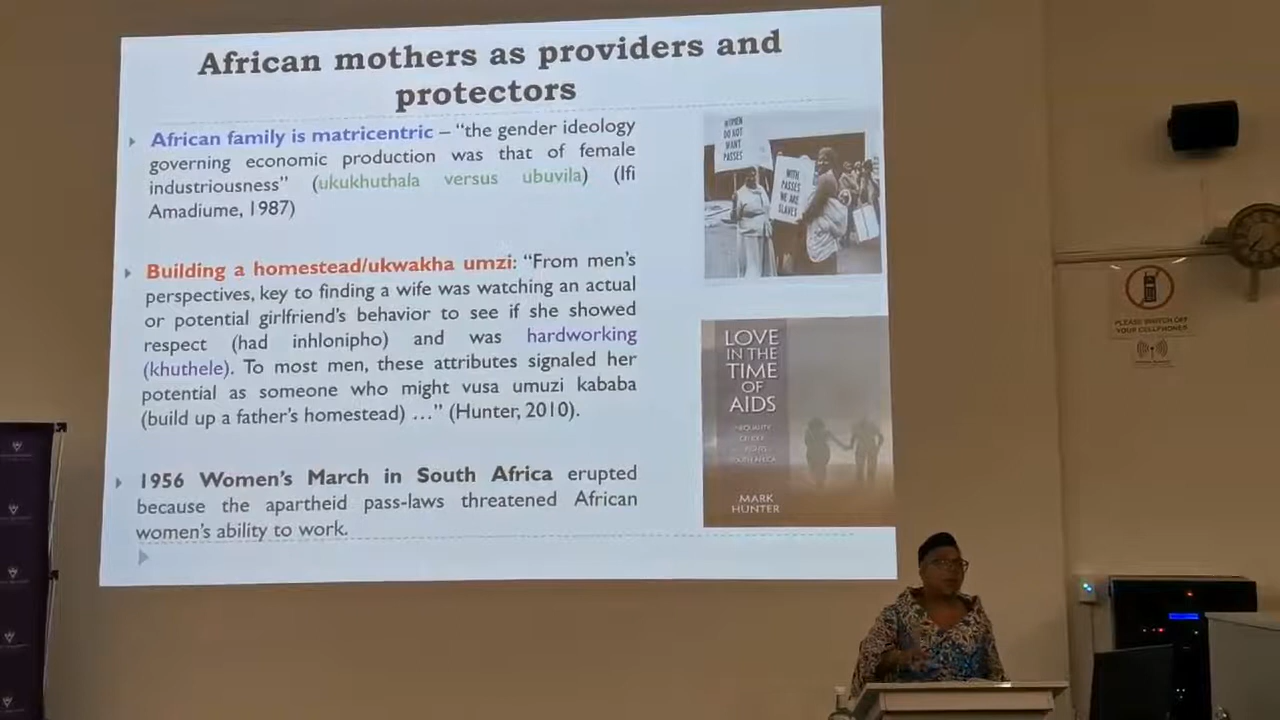 African mothers as providers and
protectors
African family is matricentric – “the gender ideology
governing economic production was that of female
industriousness” (ukukhuthala versus ubuvila) (Ifi
Amadiume, 1987)
Building a homestead/ukwakha umzi: “From men’s
perspectives, key to finding a wife was watching an actual
or potential girlfriend’s behavior to see if she showed
respect (had inhlonipho) and was hardworking
(khuthele). To most men, these attributes signaled her
potential as someone who might vusa umuzi kababa
(build up a father’s homestead) …” (Hunter, 2010).
1956 Women’s March in South Africa erupted
because the apartheid pass-laws threatened African
women’s ability to work.
WOMEN
DO NOT
WANT
PASSES
WITH
PASSES
WE ARE
SLAVES
LOVE
IN THE
TIME
OF
AIDS
MARK
HUNTER
PLEASE SWITCH OFF
YOUR CELLPHONES